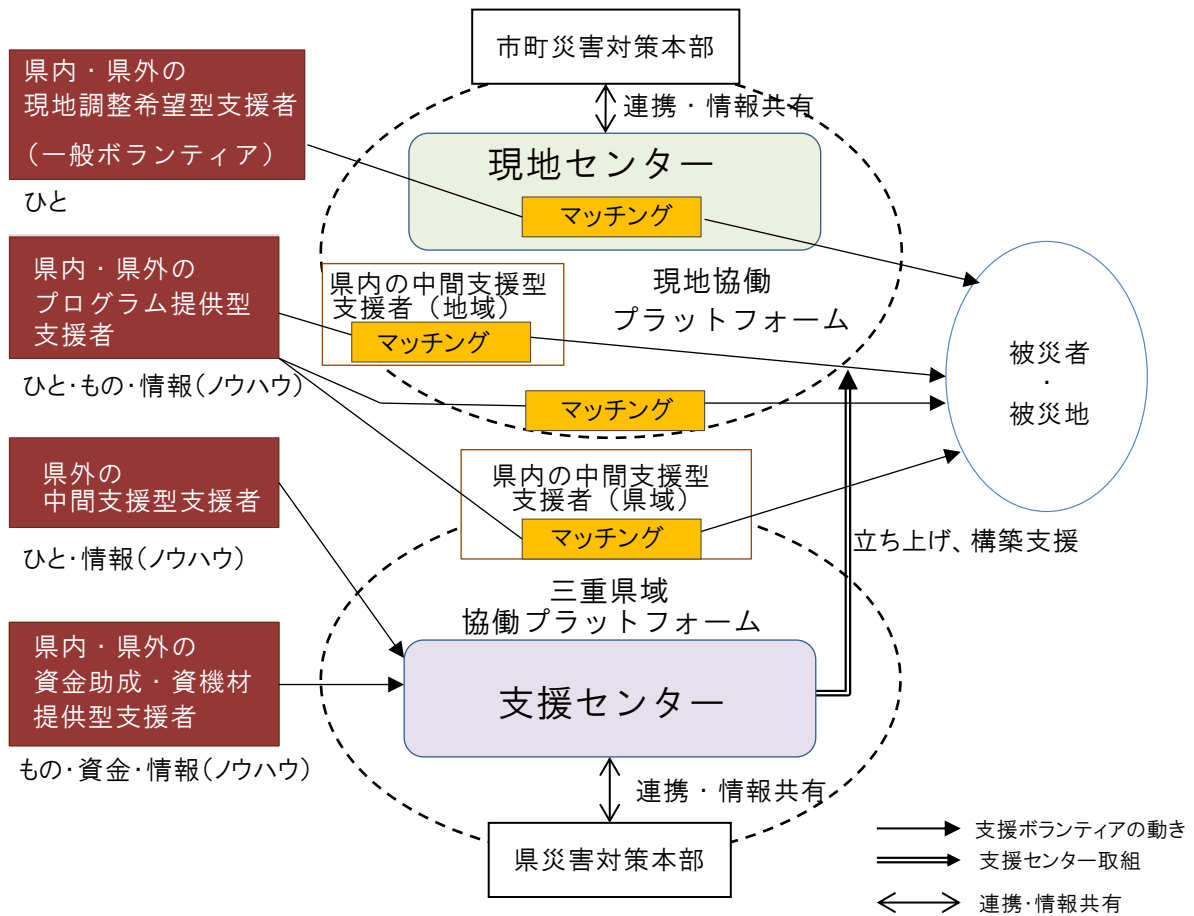 市町災害対策本部
連携・情報共有
県内・県外の
現地調整希望型支援者
(一般ボランティア)
ひと
現地センター
マッチング
県内・県外の
プログラム提供型
支援者
ひと・もの・情報(ノウハウ)
県内の中間支援型
支援者(地域)
マッチング
現地協働
プラットフォーム
マッチング
被災者
・
被災地
県外の
中間支援型支援者
ひと・情報(ノウハウ)
県内の中間支援型
支援者(県域)
マッチング
立ち上げ、構築支援
三重県域
協働プラットフォーム
県内・県外の
資金助成・資機材
提供型支援者
もの・資金・情報(ノウハウ)
支援センター
連携・情報共有
県災害対策本部
支援ボランティアの動き
支援センター取組
連携・情報共有